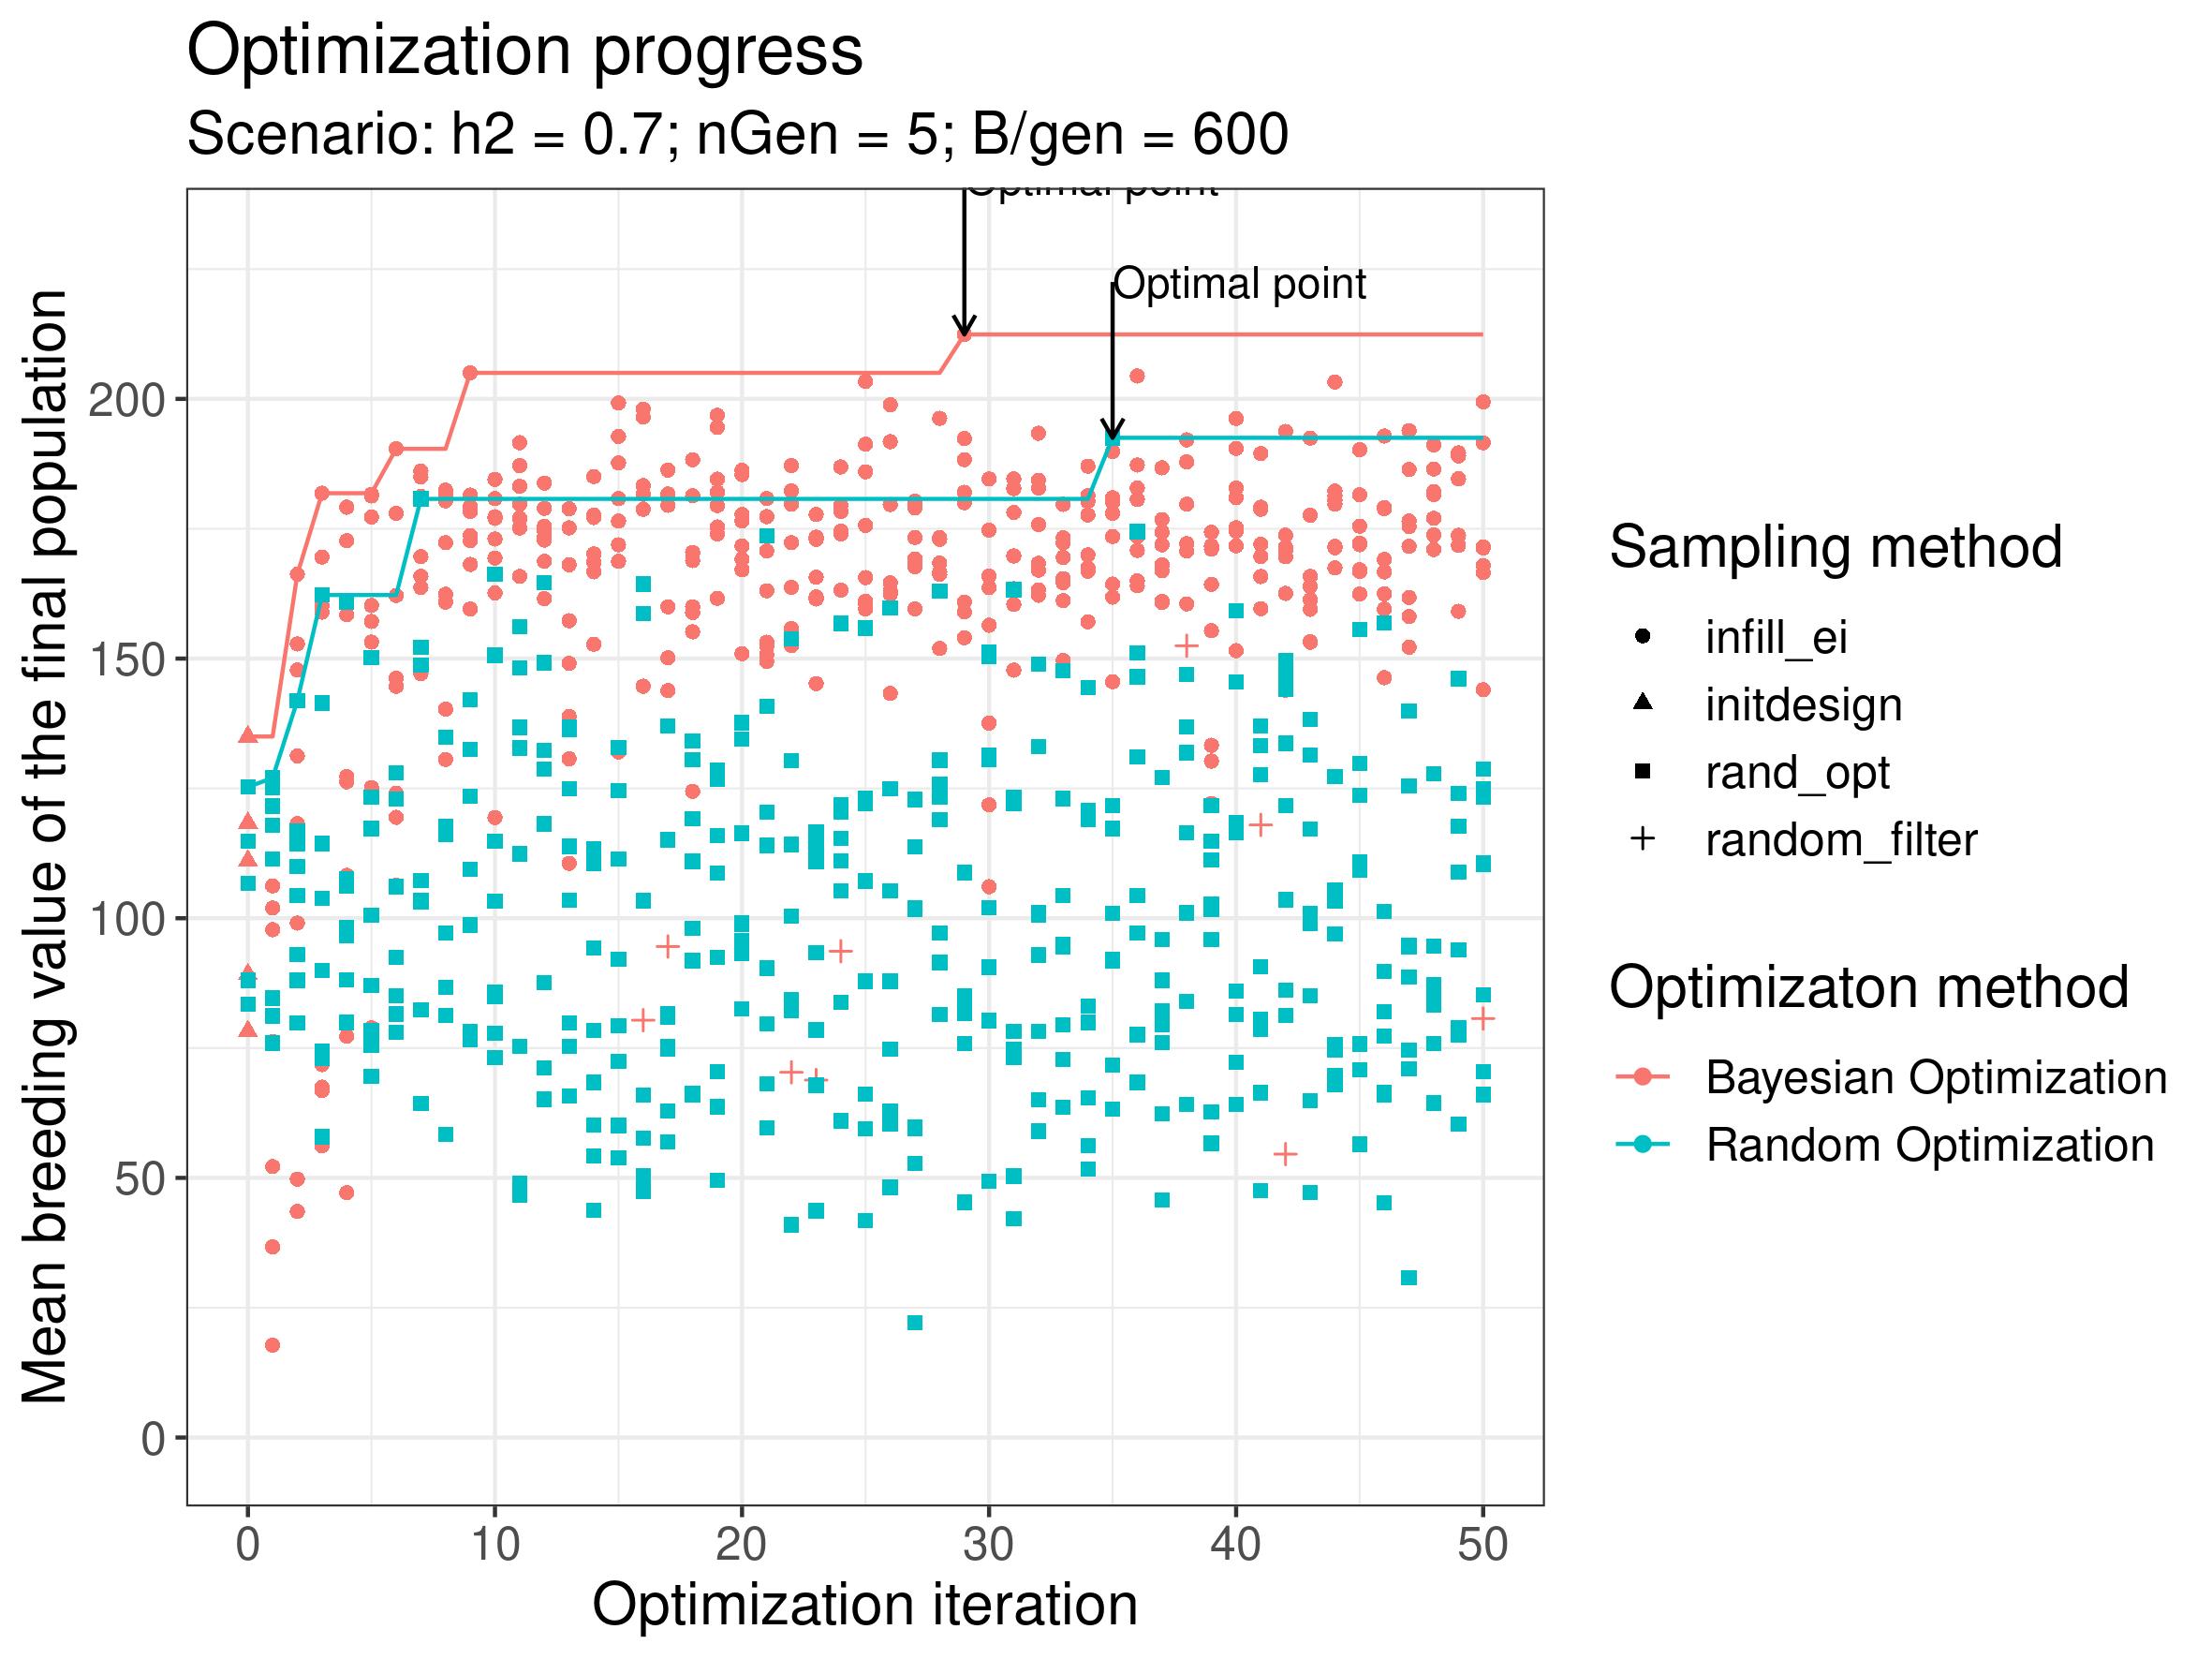 Optimization progress
Scenario: h2 = 0.7; nGen = 5; B/gen = 600
Optimal point
Optimal point
Mean breeding value of the final population
200
150
100
50
0
0 10 20 30 40 50
Optimization iteration
Sampling method
infill_ei
initdesign
rand_opt
random_filter
Optimizaton method
Bayesian Optimization
Random Optimization